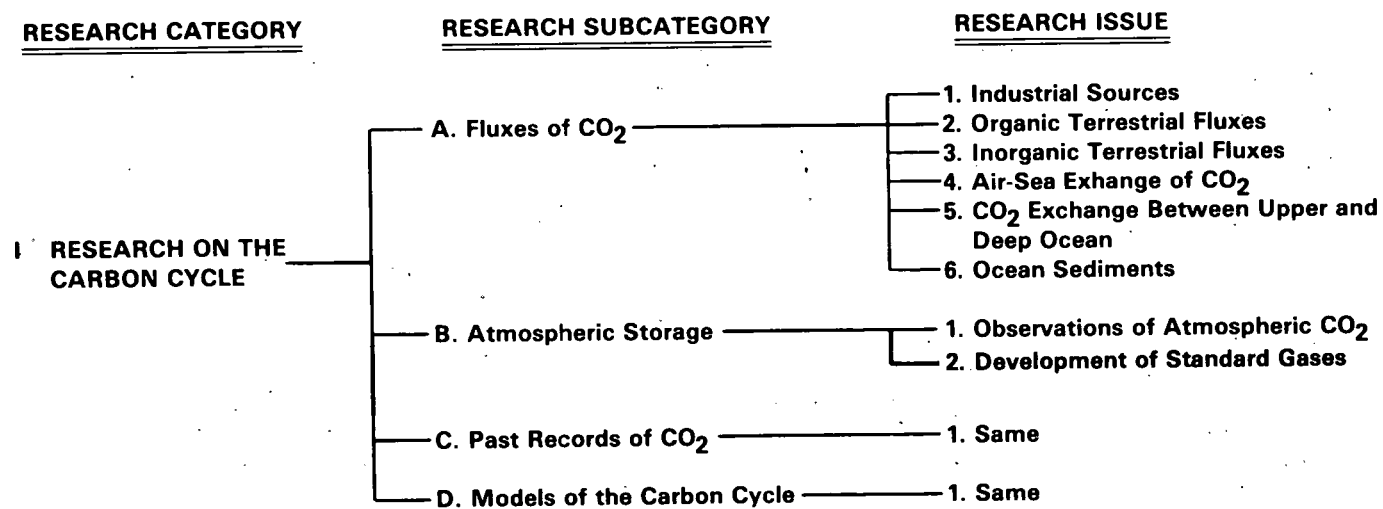 RESEARCH CATEGORY
RESEARCH SUBCATEGORY
RESEARCH ISSUE
I RESEARCH ON THE
CARBON CYCLE
A. Fluxes of CO2
1. Industrial Sources
2. Organic Terrestrial Fluxes
3. Inorganic Terrestrial Fluxes
4. Air-Sea Exhange of CO2
5. CO2 Exchange Between Upper and
Deep Ocean
6. Ocean Sediments
B. Atmospheric Storage
1. Observations of Atmospheric CO2
2. Development of Standard Gases
C. Past Records of CO2
1. Same
D. Models of the Carbon Cycle
1. Same